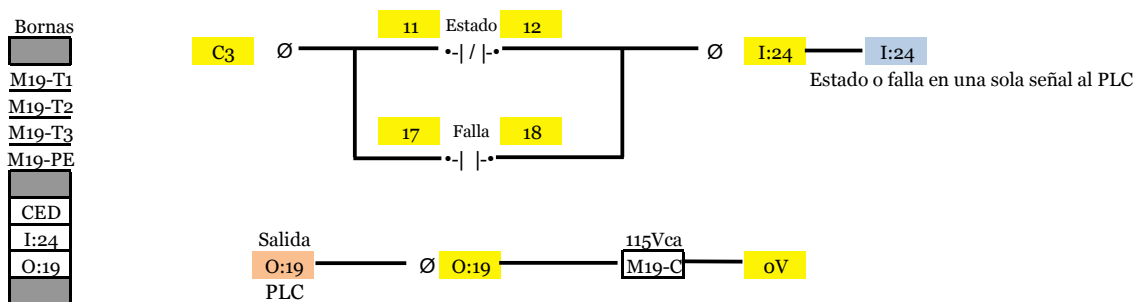 Bornas
M19-T1
M19-T2
M19-T3
M19-PE
CED
I:24
O:19
11 Estado 12
C3 Ø •-| / |-• Ø I:24 I:24
Estado o falla en una sola señal al PLC
17 Falla 18
•-| |-•
Salida 115Vca
O:19 Ø O:19 M19-C 0V
PLC